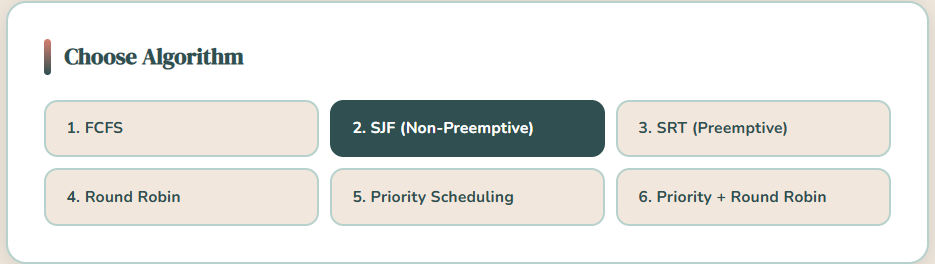 Choose Algorithm
1. FCFS
2. SJF (Non-Preemptive)
3. SRT (Preemptive)
4. Round Robin
5. Priority Scheduling
6. Priority + Round Robin